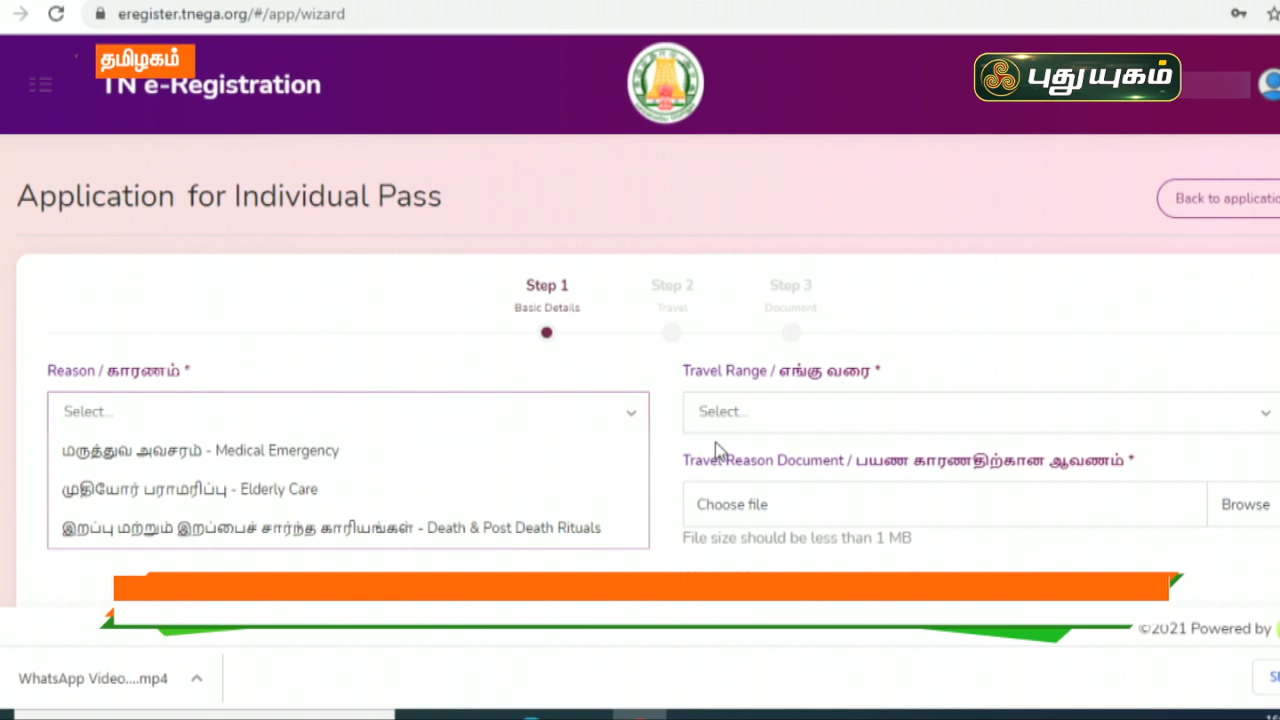 eregister.tnega.org/#/app/wizard
தமிழகம்
TN e-Registration
புதுயுகம்
Application for Individual Pass
Back to applicatio
Step 1
Step 2
Step 3
Basic Details
Travel
Document
Reason / காரணம் *
Travel Range / எங்கு வரை *
Select...
Select...
மருத்துவ அவசரம் - Medical Emergency
Travel Reason Document / பயண காரணதிற்கான ஆவணம் *
முதியோர் பராமரிப்பு - Elderly Care
Choose file
Browse
இறப்பு மற்றும் இறப்பைச் சார்ந்த காரியங்கள் - Death & Post Death Rituals
File size should be less than 1 MB
©2021 Powered by
WhatsApp Video....mp4